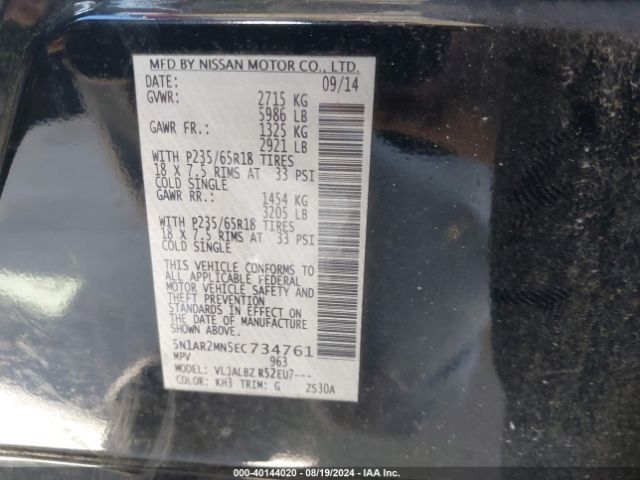 MFD BY NISSAN MOTOR CO., LTD.
DATE: 09/14
GVWR: 2715 KG
5986 LB
GAWR FR.: 1325 KG
2921 LB
WITH P235/65R18 TIRES
18 X 7.5 RIMS AT 33 PSI
COLD SINGLE
GAWR RR.: 1454 KG
3205 LB
WITH P235/65R18 TIRES
18 X 7.5 RIMS AT 33 PSI
COLD SINGLE
THIS VEHICLE CONFORMS TO
ALL APPLICABLE FEDERAL
MOTOR VEHICLE SAFETY AND
THEFT PREVENTION
STANDARDS IN EFFECT ON
THE DATE OF MANUFACTURE
SHOWN ABOVE.
5N1AR2MN5EC734761
MPV 963
MODEL: VLJALBZ R52EU7---
COLOR: KH3 TRIM: G ZS30A
000-40144020 - 08/19/2024 - IAA Inc.